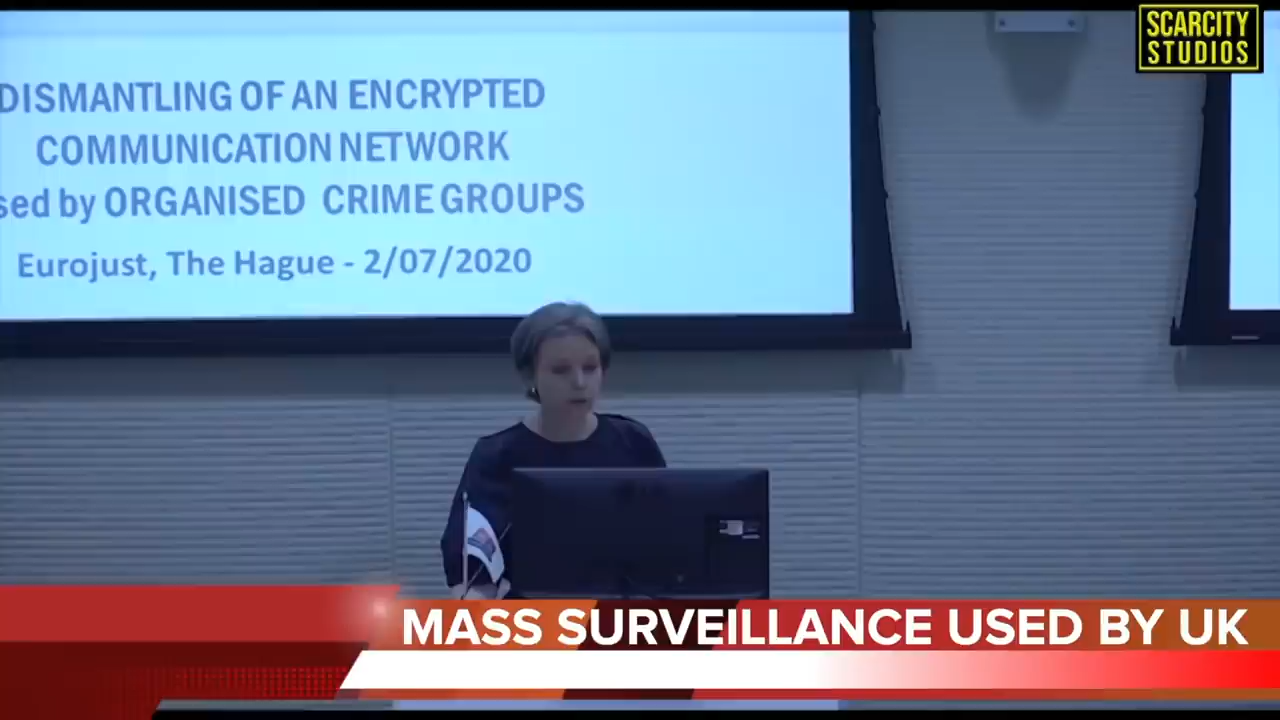 SCARCITY
STUDIOS
DISMANTLING OF AN ENCRYPTED
COMMUNICATION NETWORK
sed by ORGANISED CRIME GROUPS
Eurojust, The Hague - 2/07/2020
MASS SURVEILLANCE USED BY UK